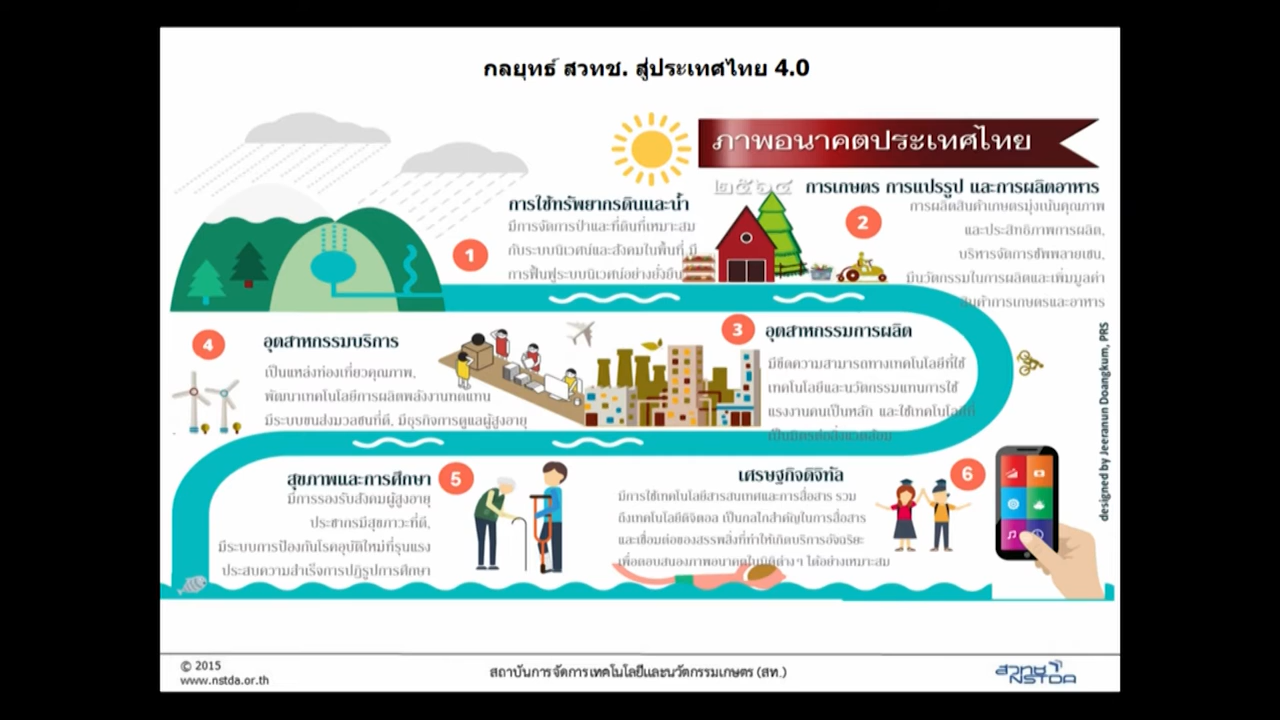 กลยุทธ์ สวทช. สู่ประเทศไทย 4.0
ภาพอนาคตประเทศไทย
๒๕๖๔
1
การใช้ทรัพยากรดินและน้ำ
มีการจัดการป่าและที่ดินที่เหมาะสม
กับระบบนิเวศน์และสังคมในพื้นที่ มี
การฟื้นฟูระบบนิเวศน์อย่างยั่งยืน
2
การเกษตร การแปรรูป และการผลิตอาหาร
การผลิตสินค้าเกษตรมุ่งเน้นคุณภาพ
และประสิทธิภาพการผลิต,
บริหารจัดการซัพพลายเชน,
มีนวัตกรรมในการผลิตและเพิ่มมูลค่า
สินค้าการเกษตรและอาหาร
3
อุตสาหกรรมการผลิต
มีขีดความสามารถทางเทคโนโลยีที่ใช้
เทคโนโลยีและนวัตกรรมแทนการใช้
แรงงานคนเป็นหลัก และใช้เทคโนโลยีที่
เป็นมิตรต่อสิ่งแวดล้อม
4
อุตสาหกรรมบริการ
เป็นแหล่งท่องเที่ยวคุณภาพ,
พัฒนาเทคโนโลยีการผลิตพลังงานทดแทน
มีระบบขนส่งมวลชนที่ดี, มีธุรกิจการดูแลผู้สูงอายุ
5
สุขภาพและการศึกษา
มีการรองรับสังคมผู้สูงอายุ
ประชากรมีสุขภาวะที่ดี,
มีระบบการป้องกันโรคอุบัติใหม่ที่รุนแรง
ประสบความสำเร็จการปฏิรูปการศึกษา
6
เศรษฐกิจดิจิทัล
มีการใช้เทคโนโลยีสารสนเทศและการสื่อสาร รวม
ถึงเทคโนโลยีดิจิตอล เป็นกลไกสำคัญในการสื่อสาร
และเชื่อมต่อของสรรพสิ่งที่ทำให้เกิดบริการอัจฉริยะ
เพื่อตอบสนองภาพอนาคตในมิติต่างๆ ได้อย่างเหมาะสม
designed by Jeeranun Doangkum, PRS
© 2015
www.nstda.or.th
สถาบันการจัดการเทคโนโลยีและนวัตกรรมเกษตร (สท.)
สวทช
NSTDA